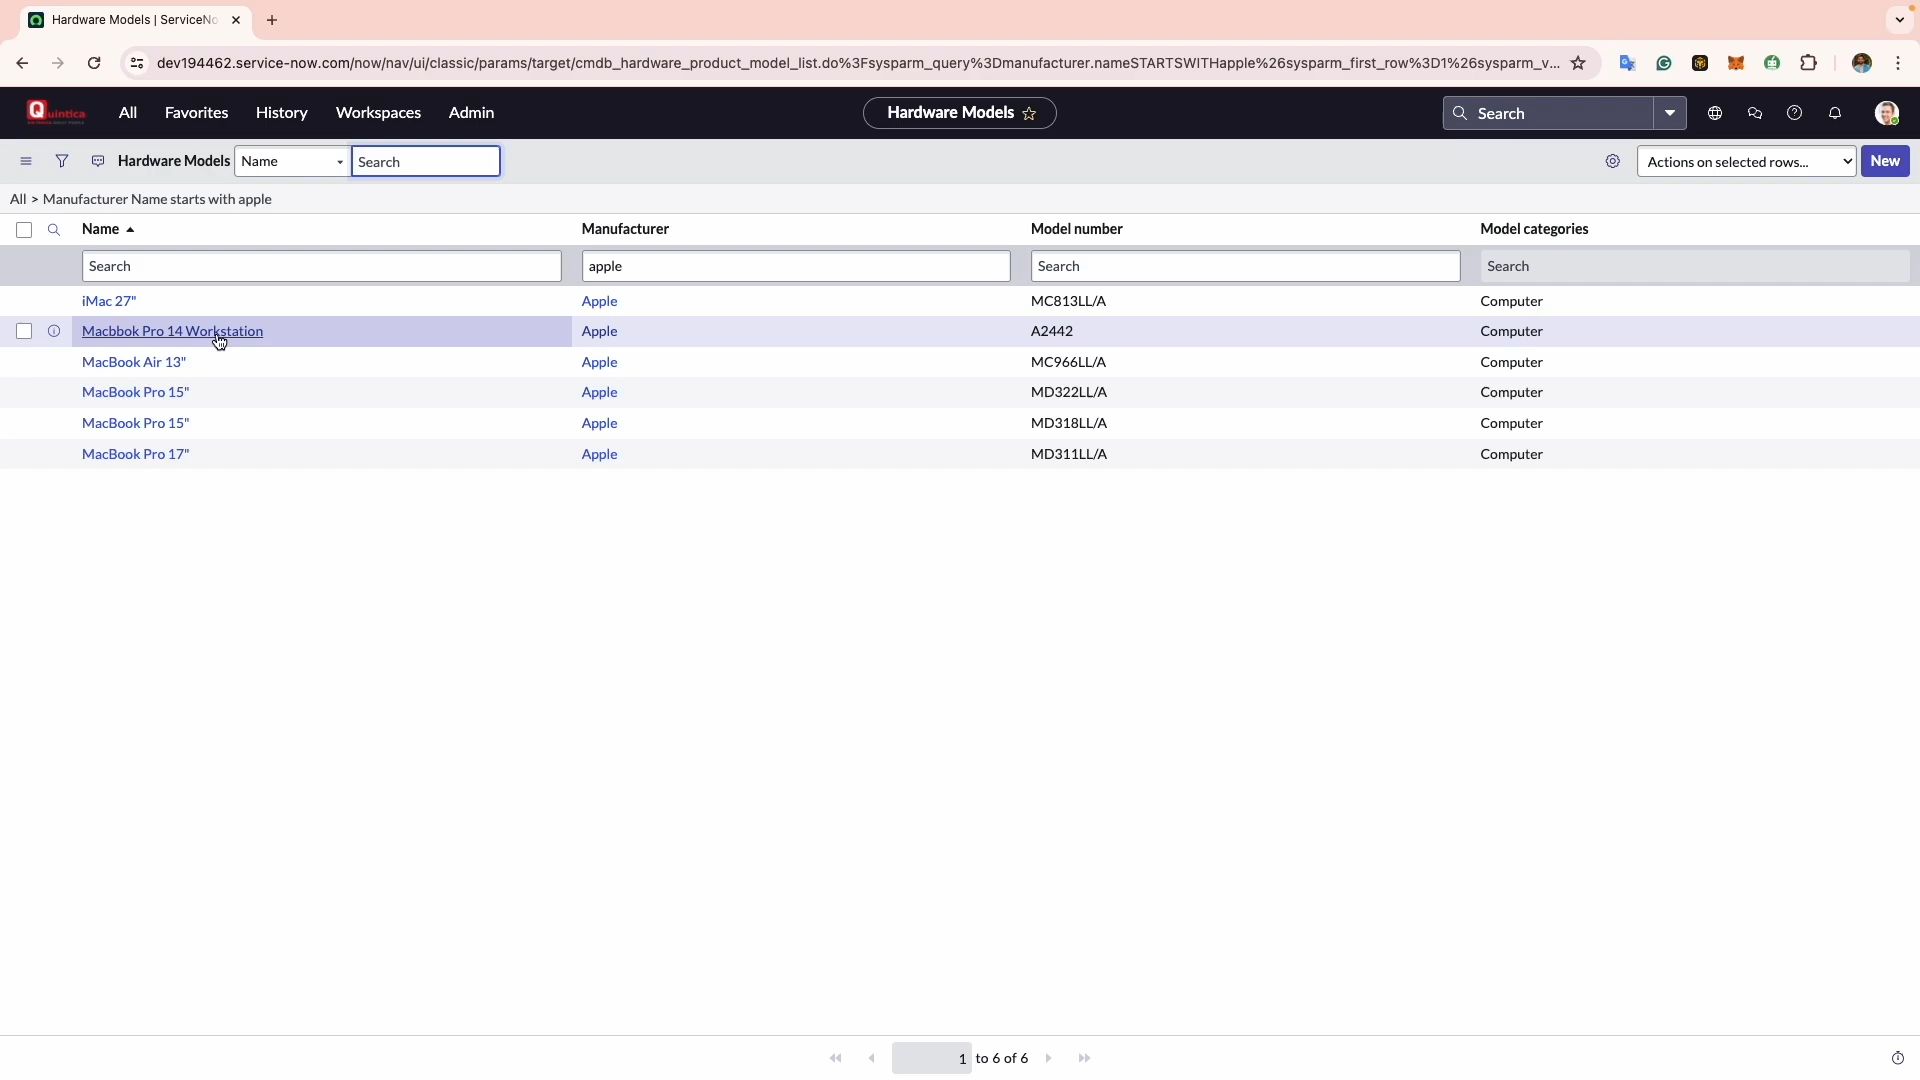 Hardware Models | ServiceNo
dev194462.service-now.com/now/nav/ui/classic/params/target/cmdb_hardware_product_model_list.do%3Fsysparm_query%3Dmanufacturer.nameSTARTSWITHapple%26sysparm_first_row%3D1%26sysparm_v...
Quintica All Favorites History Workspaces Admin Hardware Models Search
Hardware Models Name Search Actions on selected rows... New
All > Manufacturer Name starts with apple
Name Manufacturer Model number Model categories
Search apple Search Search
iMac 27" Apple MC813LL/A Computer
Macbbok Pro 14 Workstation Apple A2442 Computer
MacBook Air 13" Apple MC966LL/A Computer
MacBook Pro 15" Apple MD322LL/A Computer
MacBook Pro 15" Apple MD318LL/A Computer
MacBook Pro 17" Apple MD311LL/A Computer
1 to 6 of 6